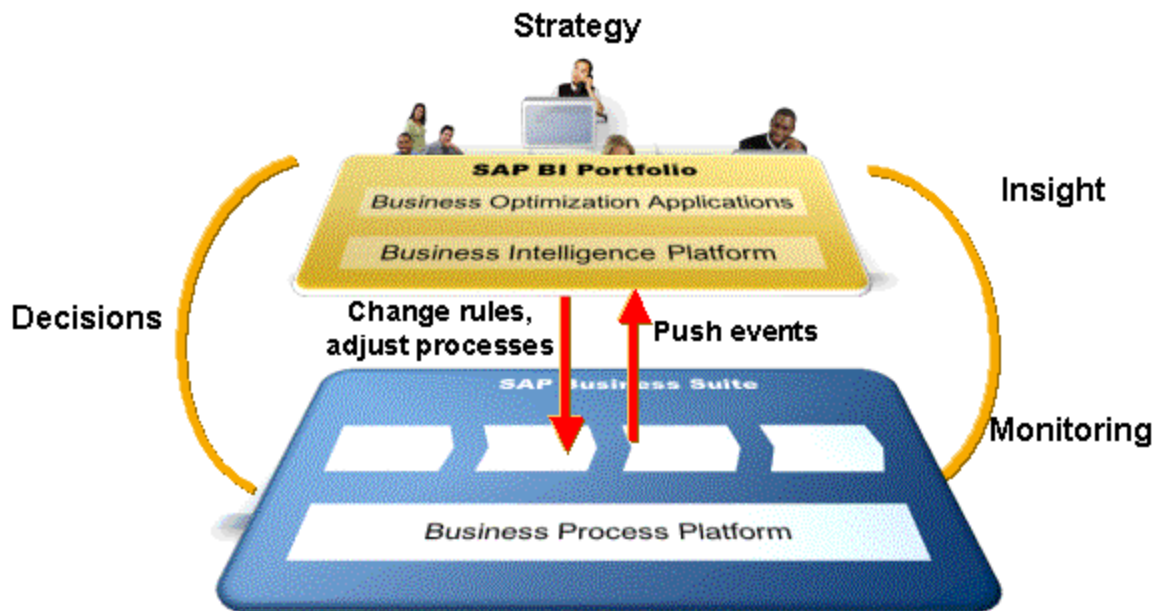 Strategy
SAP BI Portfolio
Business Optimization Applications
Business Intelligence Platform
Insight
Decisions
Change rules,
adjust processes
Push events
SAP Business Suite
Monitoring
Business Process Platform